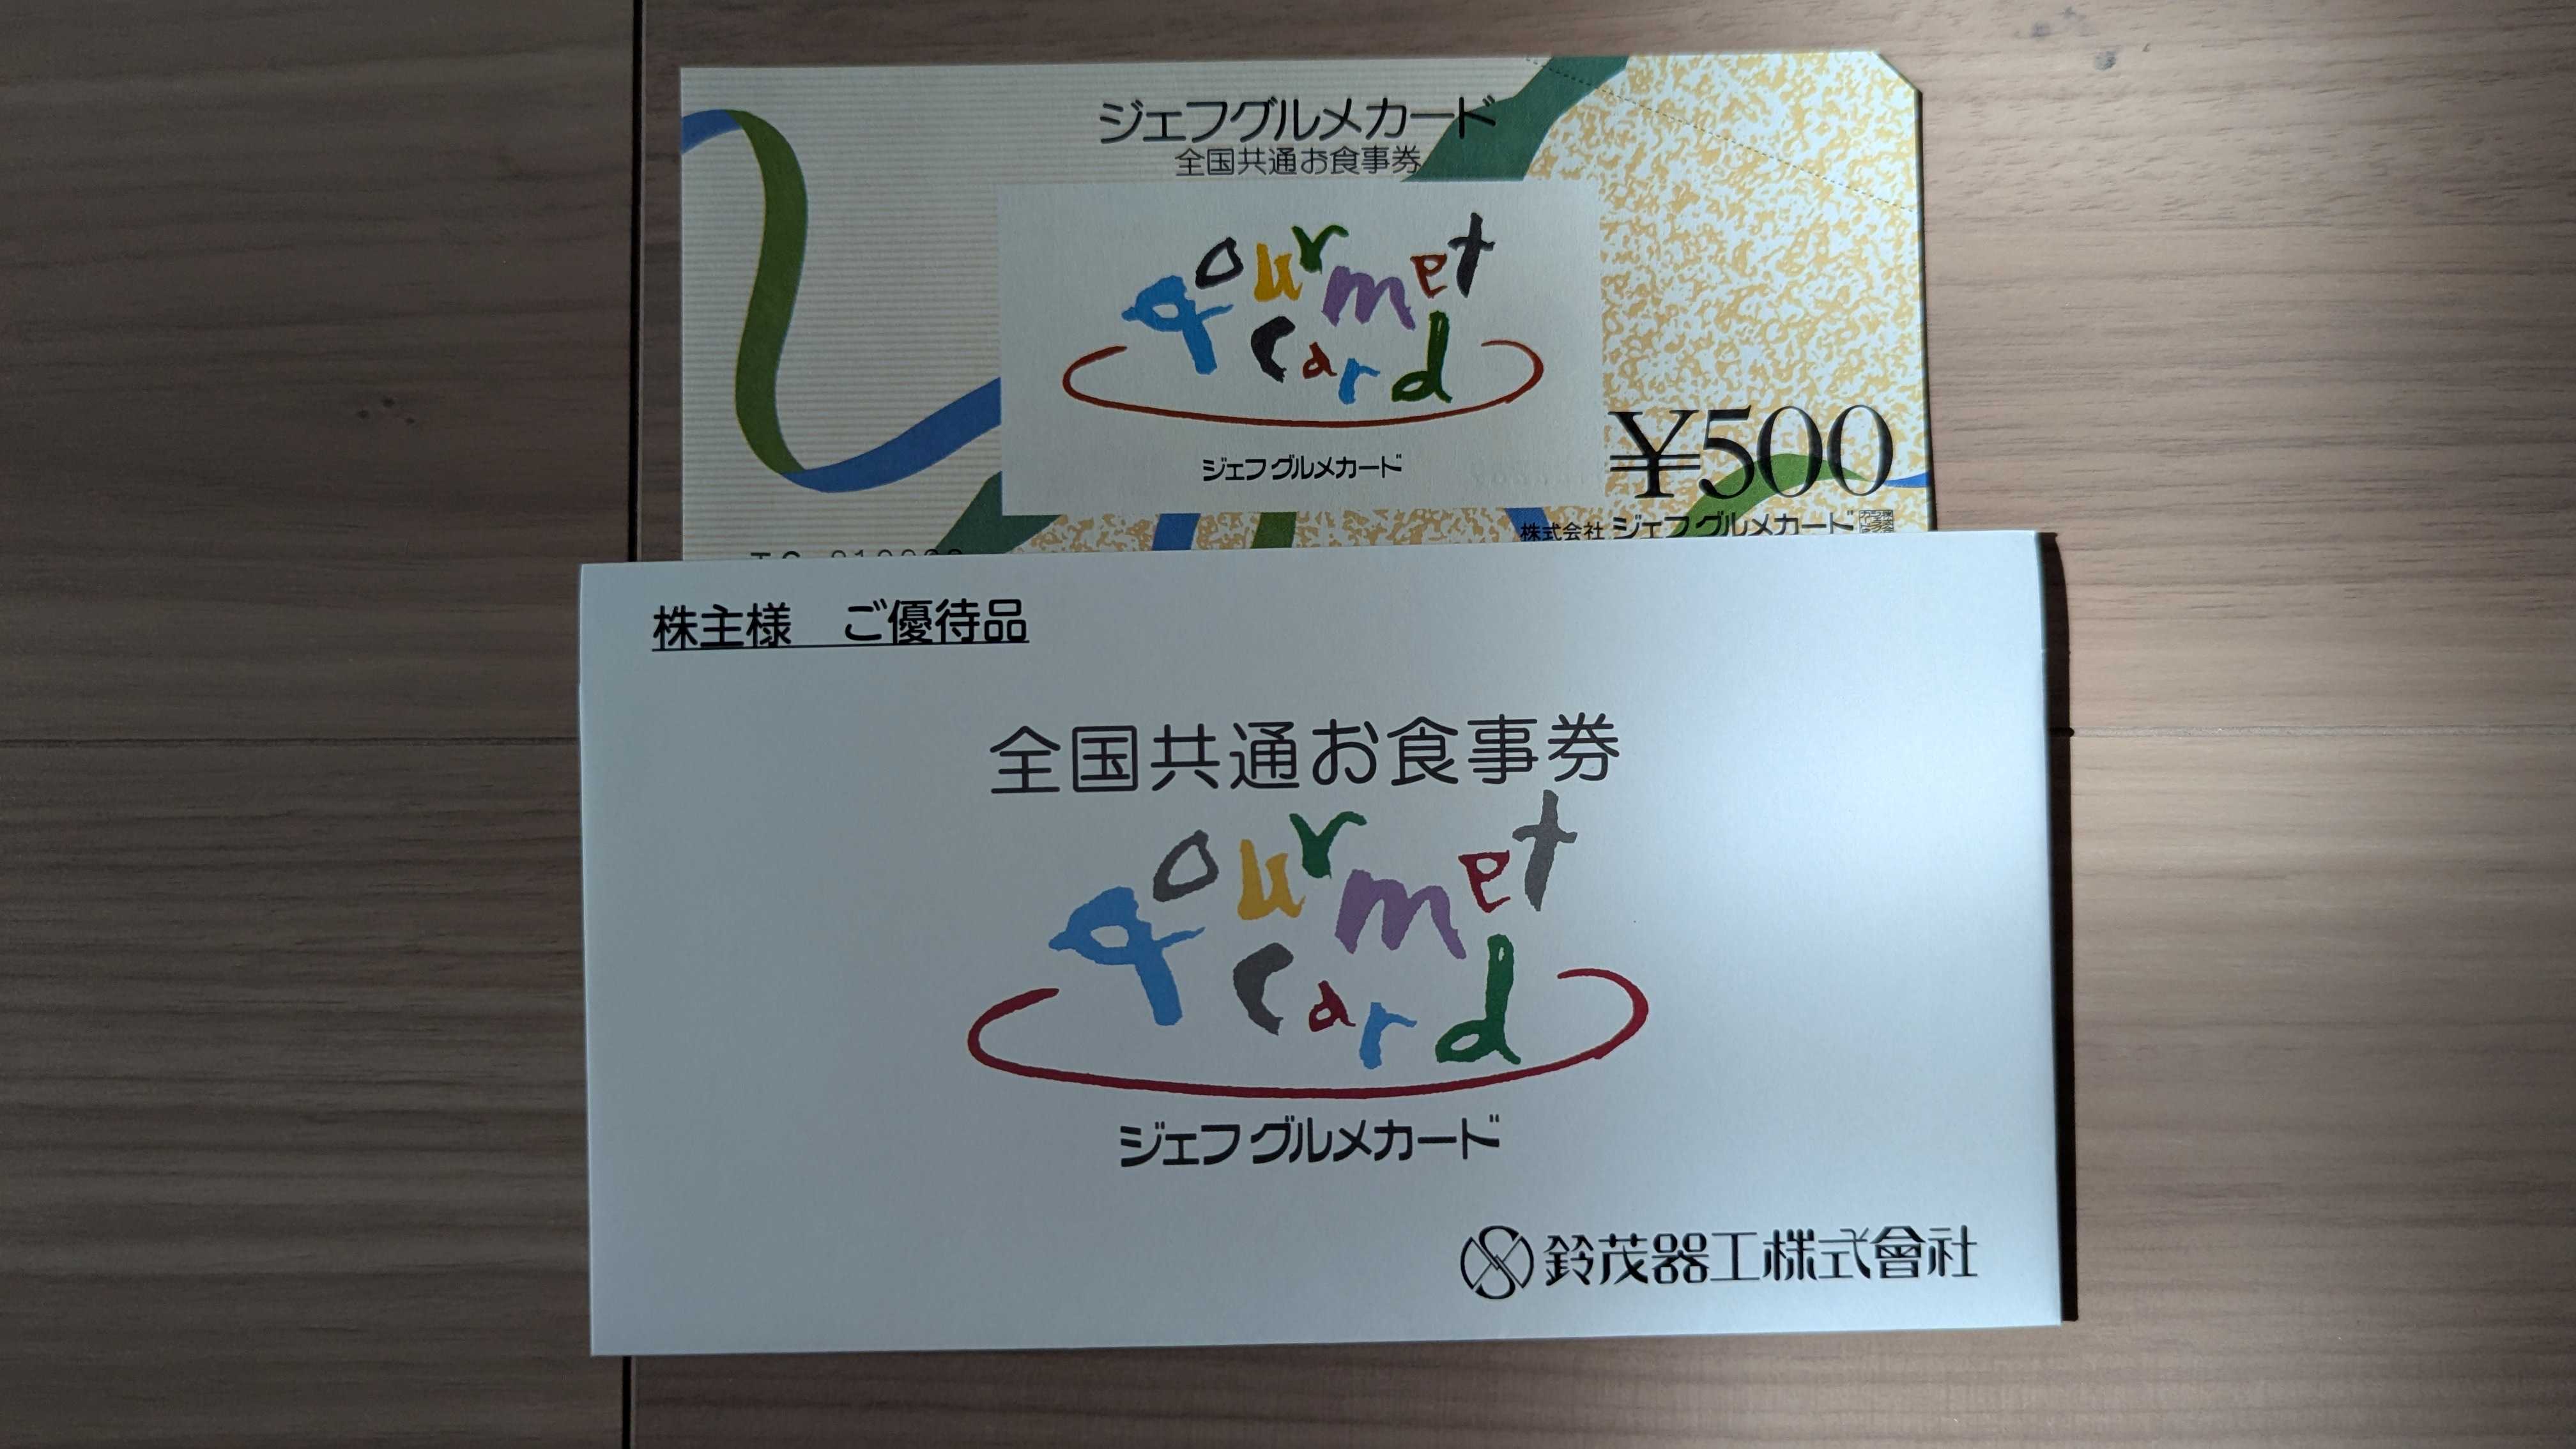 ジェフグルメカード
全国共通お食事券
gourmet
card
ジェフグルメカード
¥500
株式会社 ジェフグルメカード
株主様 ご優待品
全国共通お食事券
gourmet
card
ジェフグルメカード
鈴茂器工株式會社